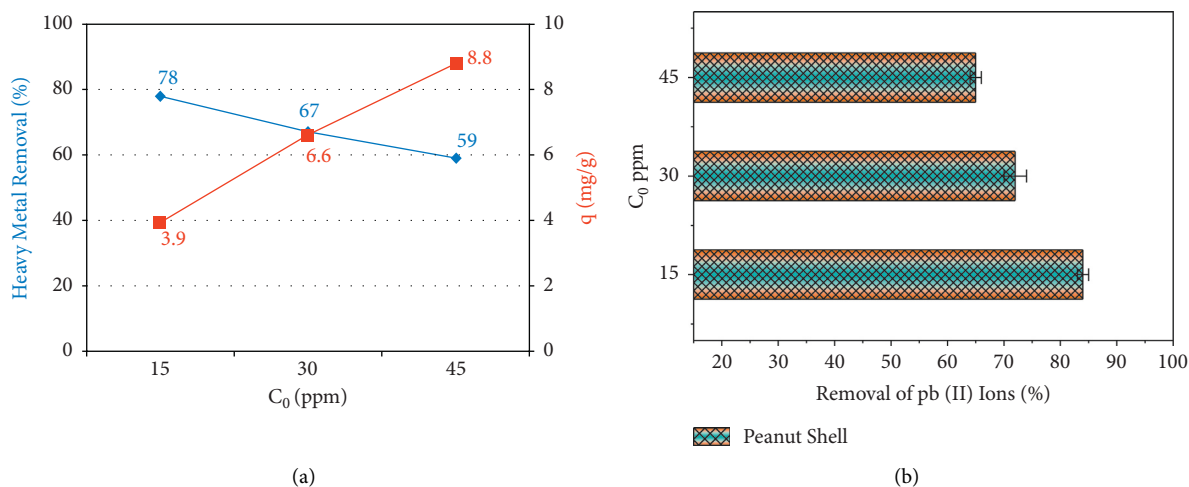 100
80
60
40
20
0
Heavy Metal Removal (%)
78
67
59
3.9
6.6
8.8
10
8
6
4
2
0
q (mg/g)
15 30 45
C₀ (ppm)
(a)
45
30
15
C₀ ppm
20 30 40 50 60 70 80 90 100
Removal of pb (II) Ions (%)
Peanut Shell
(b)